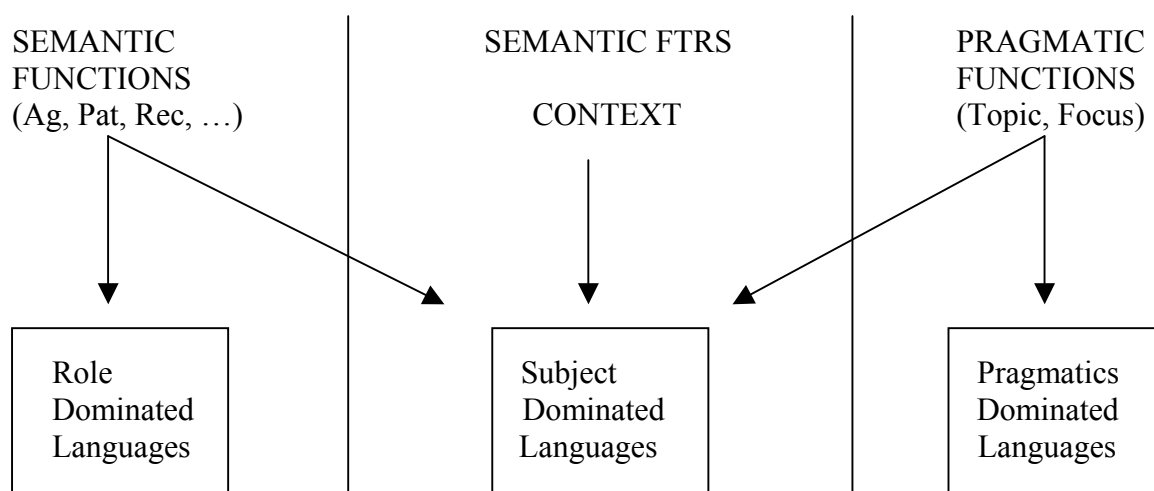 SEMANTIC
FUNCTIONS
(Ag, Pat, Rec, …)
SEMANTIC FTRS
CONTEXT
PRAGMATIC
FUNCTIONS
(Topic, Focus)
Role
Dominated
Languages
Subject
Dominated
Languages
Pragmatics
Dominated
Languages